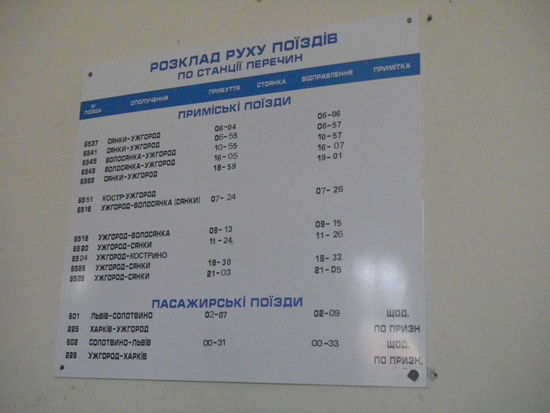 РОЗКЛАД РУХУ ПОЇЗДІВ
ПО СТАНЦІЇ ПЕРЕЧИН
№ ПОЇЗДА СПОЛУЧЕННЯ ПРИБУТТЯ СТОЯНКА ВІДПРАВЛЕННЯ ПРИМІТКА
ПРИМІСЬКІ ПОЇЗДИ
6537 СЯНКИ-УЖГОРОД 06-04 06-06
6541 СЯНКИ-УЖГОРОД 06-55 06-57
6545 ВОЛОСЯНКА-УЖГОРОД 10-55 10-57
6549 ВОЛОСЯНКА-УЖГОРОД 16-05 16-07
СЯНКИ-УЖГОРОД 18-59 19-01
6551 КОСТР-УЖГОРОД
6516 УЖГОРОД-ВОЛОСЯНКА (СЯНКИ) 07-24 07-26
6518 УЖГОРОД-ВОЛОСЯНКА 09-13 09-15
6520 УЖГОРОД-СЯНКИ 11-24 11-26
6524 УЖГОРОД-КОСТРИНО
6526 УЖГОРОД-СЯНКИ 18-30 18-32
УЖГОРОД-СЯНКИ 21-03 21-05
ПАСАЖИРСЬКІ ПОЇЗДИ
601 ЛЬВІВ-СОЛОТВИНО 02-07 02-09 ЩОД.
225 ХАРКІВ-УЖГОРОД ПО ПРИЗН
602 СОЛОТВИНО-ЛЬВІВ 00-31 00-33 ЩОД.
226 УЖГОРОД-ХАРКІВ ПО ПРИЗН.